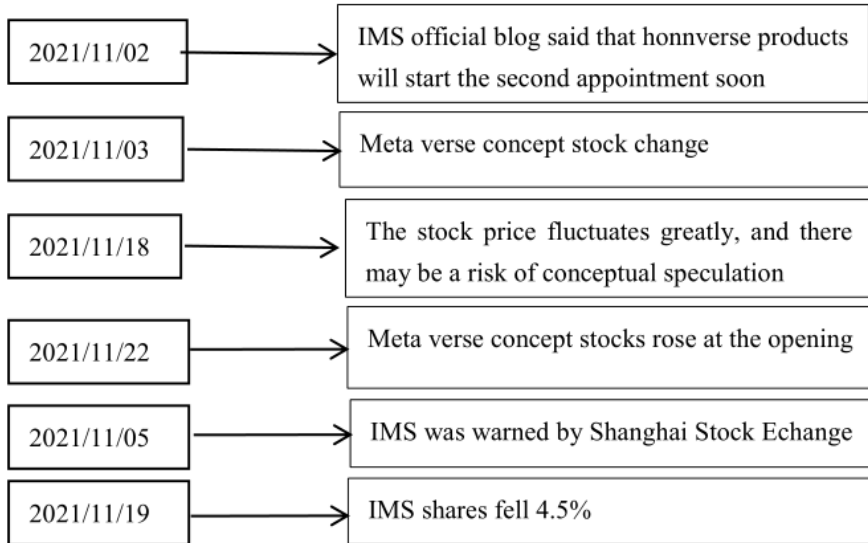 2021/11/02
IMS official blog said that honnverse products
will start the second appointment soon
2021/11/03
Meta verse concept stock change
2021/11/18
The stock price fluctuates greatly, and there
may be a risk of conceptual speculation
2021/11/22
Meta verse concept stocks rose at the opening
2021/11/05
IMS was warned by Shanghai Stock Echange
2021/11/19
IMS shares fell 4.5%